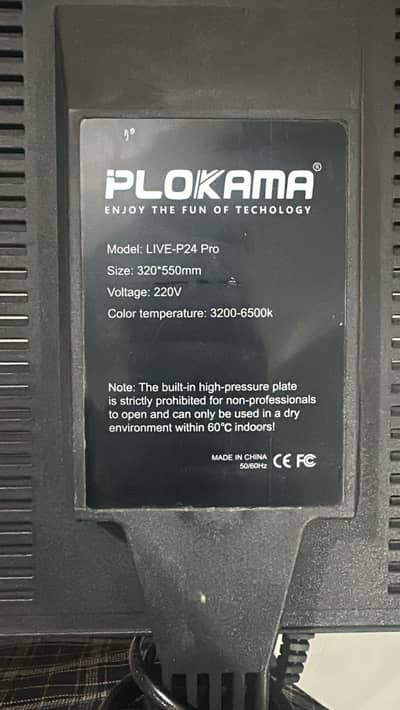 PLOKAMA®
ENJOY THE FUN OF TECHOLOGY
Model: LIVE-P24 Pro
Size: 320*550mm
Voltage: 220V
Color temperature: 3200-6500k
Note: The built-in high-pressure plate
is strictly prohibited for non-professionals
to open and can only be used in a dry
environment within 60℃ indoors!
MADE IN CHINA
50/60Hz CE FC